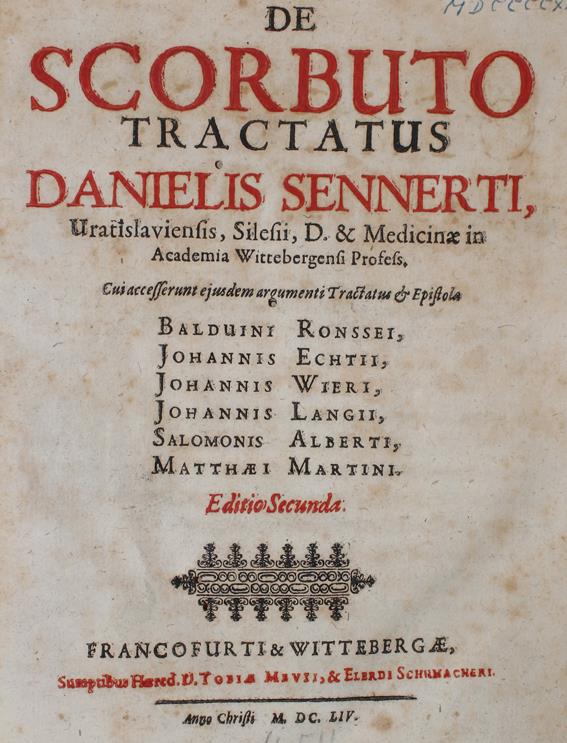 DE
SCORBUTO
TRACTATUS
DANIELIS SENNERTI,
Uratislaviensis, Silesii, D. & Medicinæ in
Academia Wittebergensi Profess.
Cui accesserunt ejusdem argumenti Tractatus & Epistolæ
BALDUINI RONSSEI,
JOHANNIS ECHTII,
JOHANNIS WIERI,
JOHANNIS LANGII,
SALOMONIS ALBERTI,
MATTHÆI MARTINI.
Editio Secunda.
FRANCOFURTI & WITTEBERGÆ,
Sumptibus Hæred. D. TOBIÆ MEVII, & ELERDI SCHUMACHERI.
Anno Christi M. DC. LIV.